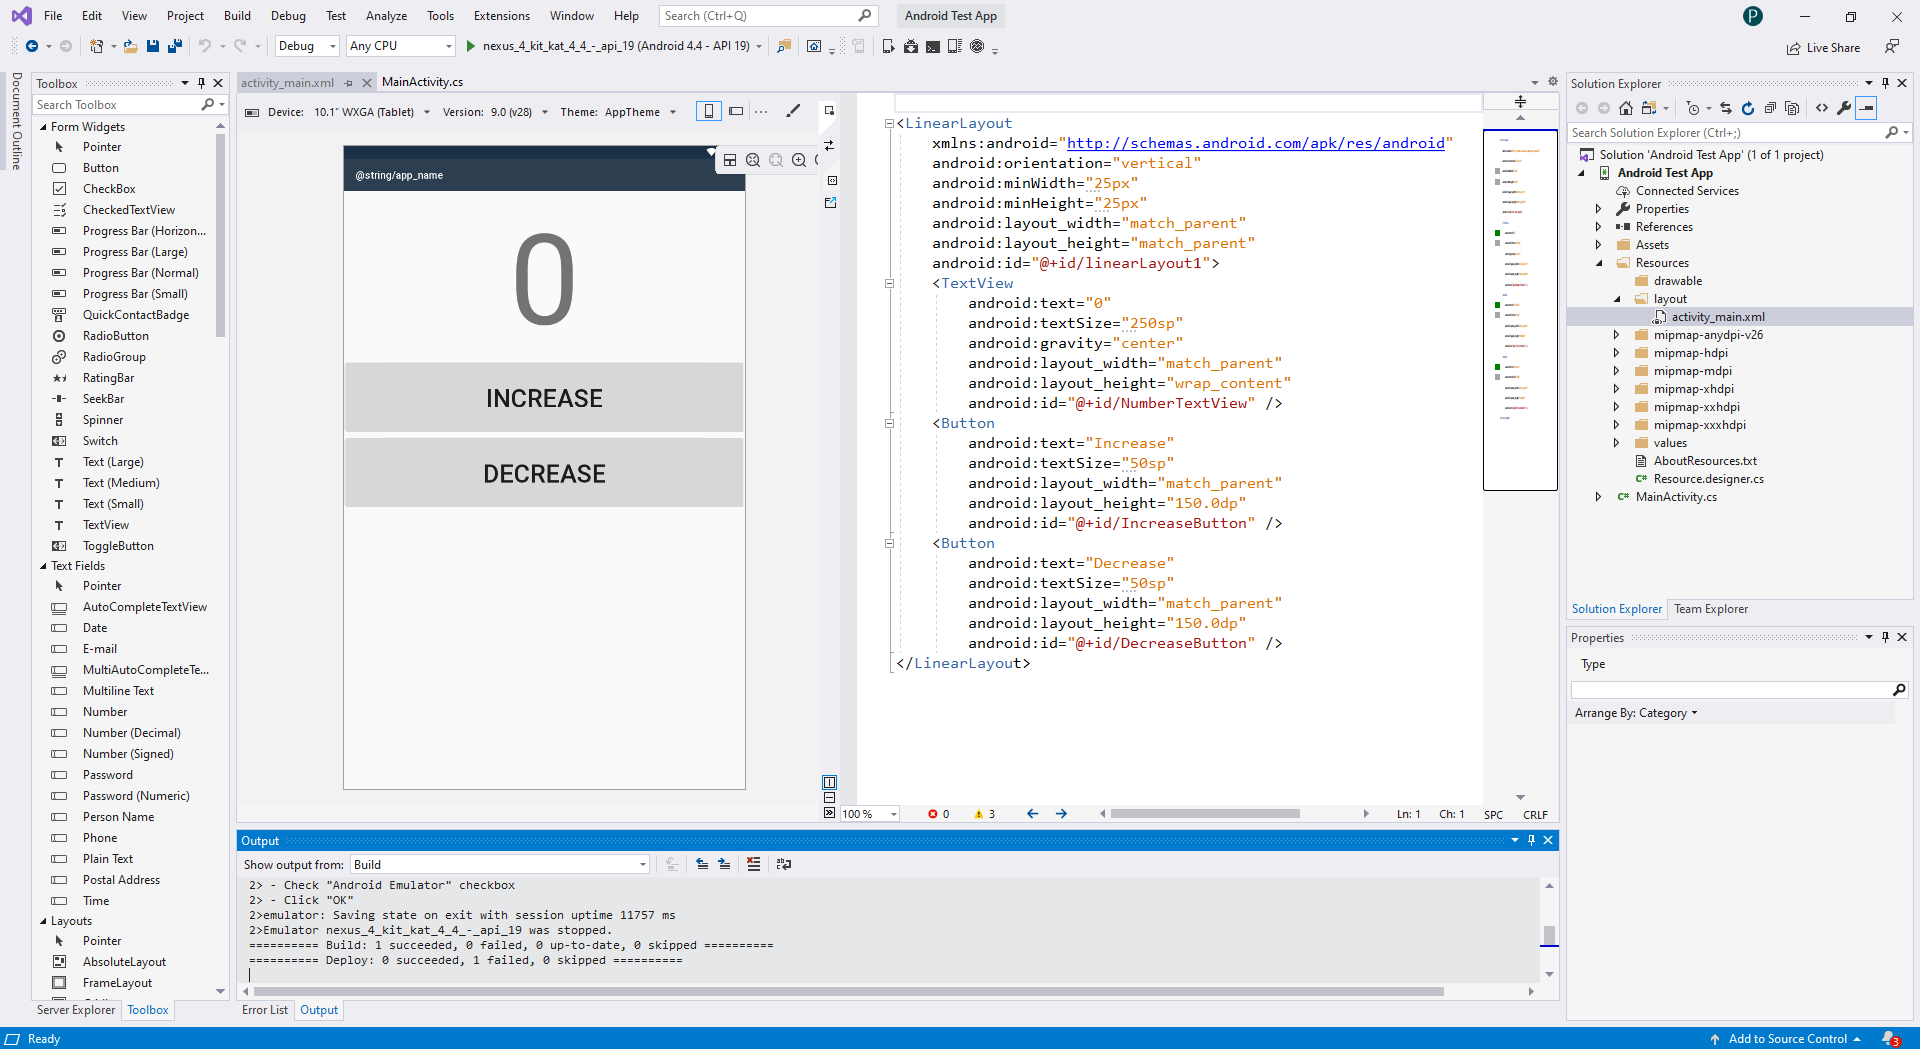 File Edit View Project Build Debug Test Analyze Tools Extensions Window Help Search (Ctrl+Q) Android Test App P
Debug Any CPU nexus_4_kit_kat_4_4_-_api_19 (Android 4.4 - API 19) Live Share
Document Outline
Toolbox
Search Toolbox
Form Widgets
Pointer
Button
CheckBox
CheckedTextView
Progress Bar (Horizon...
Progress Bar (Large)
Progress Bar (Normal)
Progress Bar (Small)
QuickContactBadge
RadioButton
RadioGroup
RatingBar
SeekBar
Spinner
Switch
Text (Large)
Text (Medium)
Text (Small)
TextView
ToggleButton
Text Fields
Pointer
AutoCompleteTextView
Date
E-mail
MultiAutoCompleteTe...
Multiline Text
Number
Number (Decimal)
Number (Signed)
Password
Password (Numeric)
Person Name
Phone
Plain Text
Postal Address
Time
Layouts
Pointer
AbsoluteLayout
FrameLayout
Server Explorer Toolbox
activity_main.xml MainActivity.cs
Device: 10.1" WXGA (Tablet) Version: 9.0 (v28) Theme: AppTheme
@string/app_name
0
INCREASE
DECREASE
<LinearLayout
xmlns:android="http://schemas.android.com/apk/res/android"
android:orientation="vertical"
android:minWidth="25px"
android:minHeight="25px"
android:layout_width="match_parent"
android:layout_height="match_parent"
android:id="@+id/linearLayout1">
<TextView
android:text="0"
android:textSize="250sp"
android:gravity="center"
android:layout_width="match_parent"
android:layout_height="wrap_content"
android:id="@+id/NumberTextView" />
<Button
android:text="Increase"
android:textSize="50sp"
android:layout_width="match_parent"
android:layout_height="150.0dp"
android:id="@+id/IncreaseButton" />
<Button
android:text="Decrease"
android:textSize="50sp"
android:layout_width="match_parent"
android:layout_height="150.0dp"
android:id="@+id/DecreaseButton" />
</LinearLayout>
100 % 0 3 Ln: 1 Ch: 1 SPC CRLF
Output
Show output from: Build
2> - Check "Android Emulator" checkbox
2> - Click "OK"
2>emulator: Saving state on exit with session uptime 11757 ms
2>Emulator nexus_4_kit_kat_4_4_-_api_19 was stopped.
========== Build: 1 succeeded, 0 failed, 0 up-to-date, 0 skipped ==========
========== Deploy: 0 succeeded, 1 failed, 0 skipped ==========
Error List Output
Solution Explorer
Search Solution Explorer (Ctrl+;)
Solution 'Android Test App' (1 of 1 project)
Android Test App
Connected Services
Properties
References
Assets
Resources
drawable
layout
activity_main.xml
mipmap-anydpi-v26
mipmap-hdpi
mipmap-mdpi
mipmap-xhdpi
mipmap-xxhdpi
mipmap-xxxhdpi
values
AboutResources.txt
Resource.designer.cs
MainActivity.cs
Solution Explorer Team Explorer
Properties
Type
Arrange By: Category
Ready Add to Source Control 3